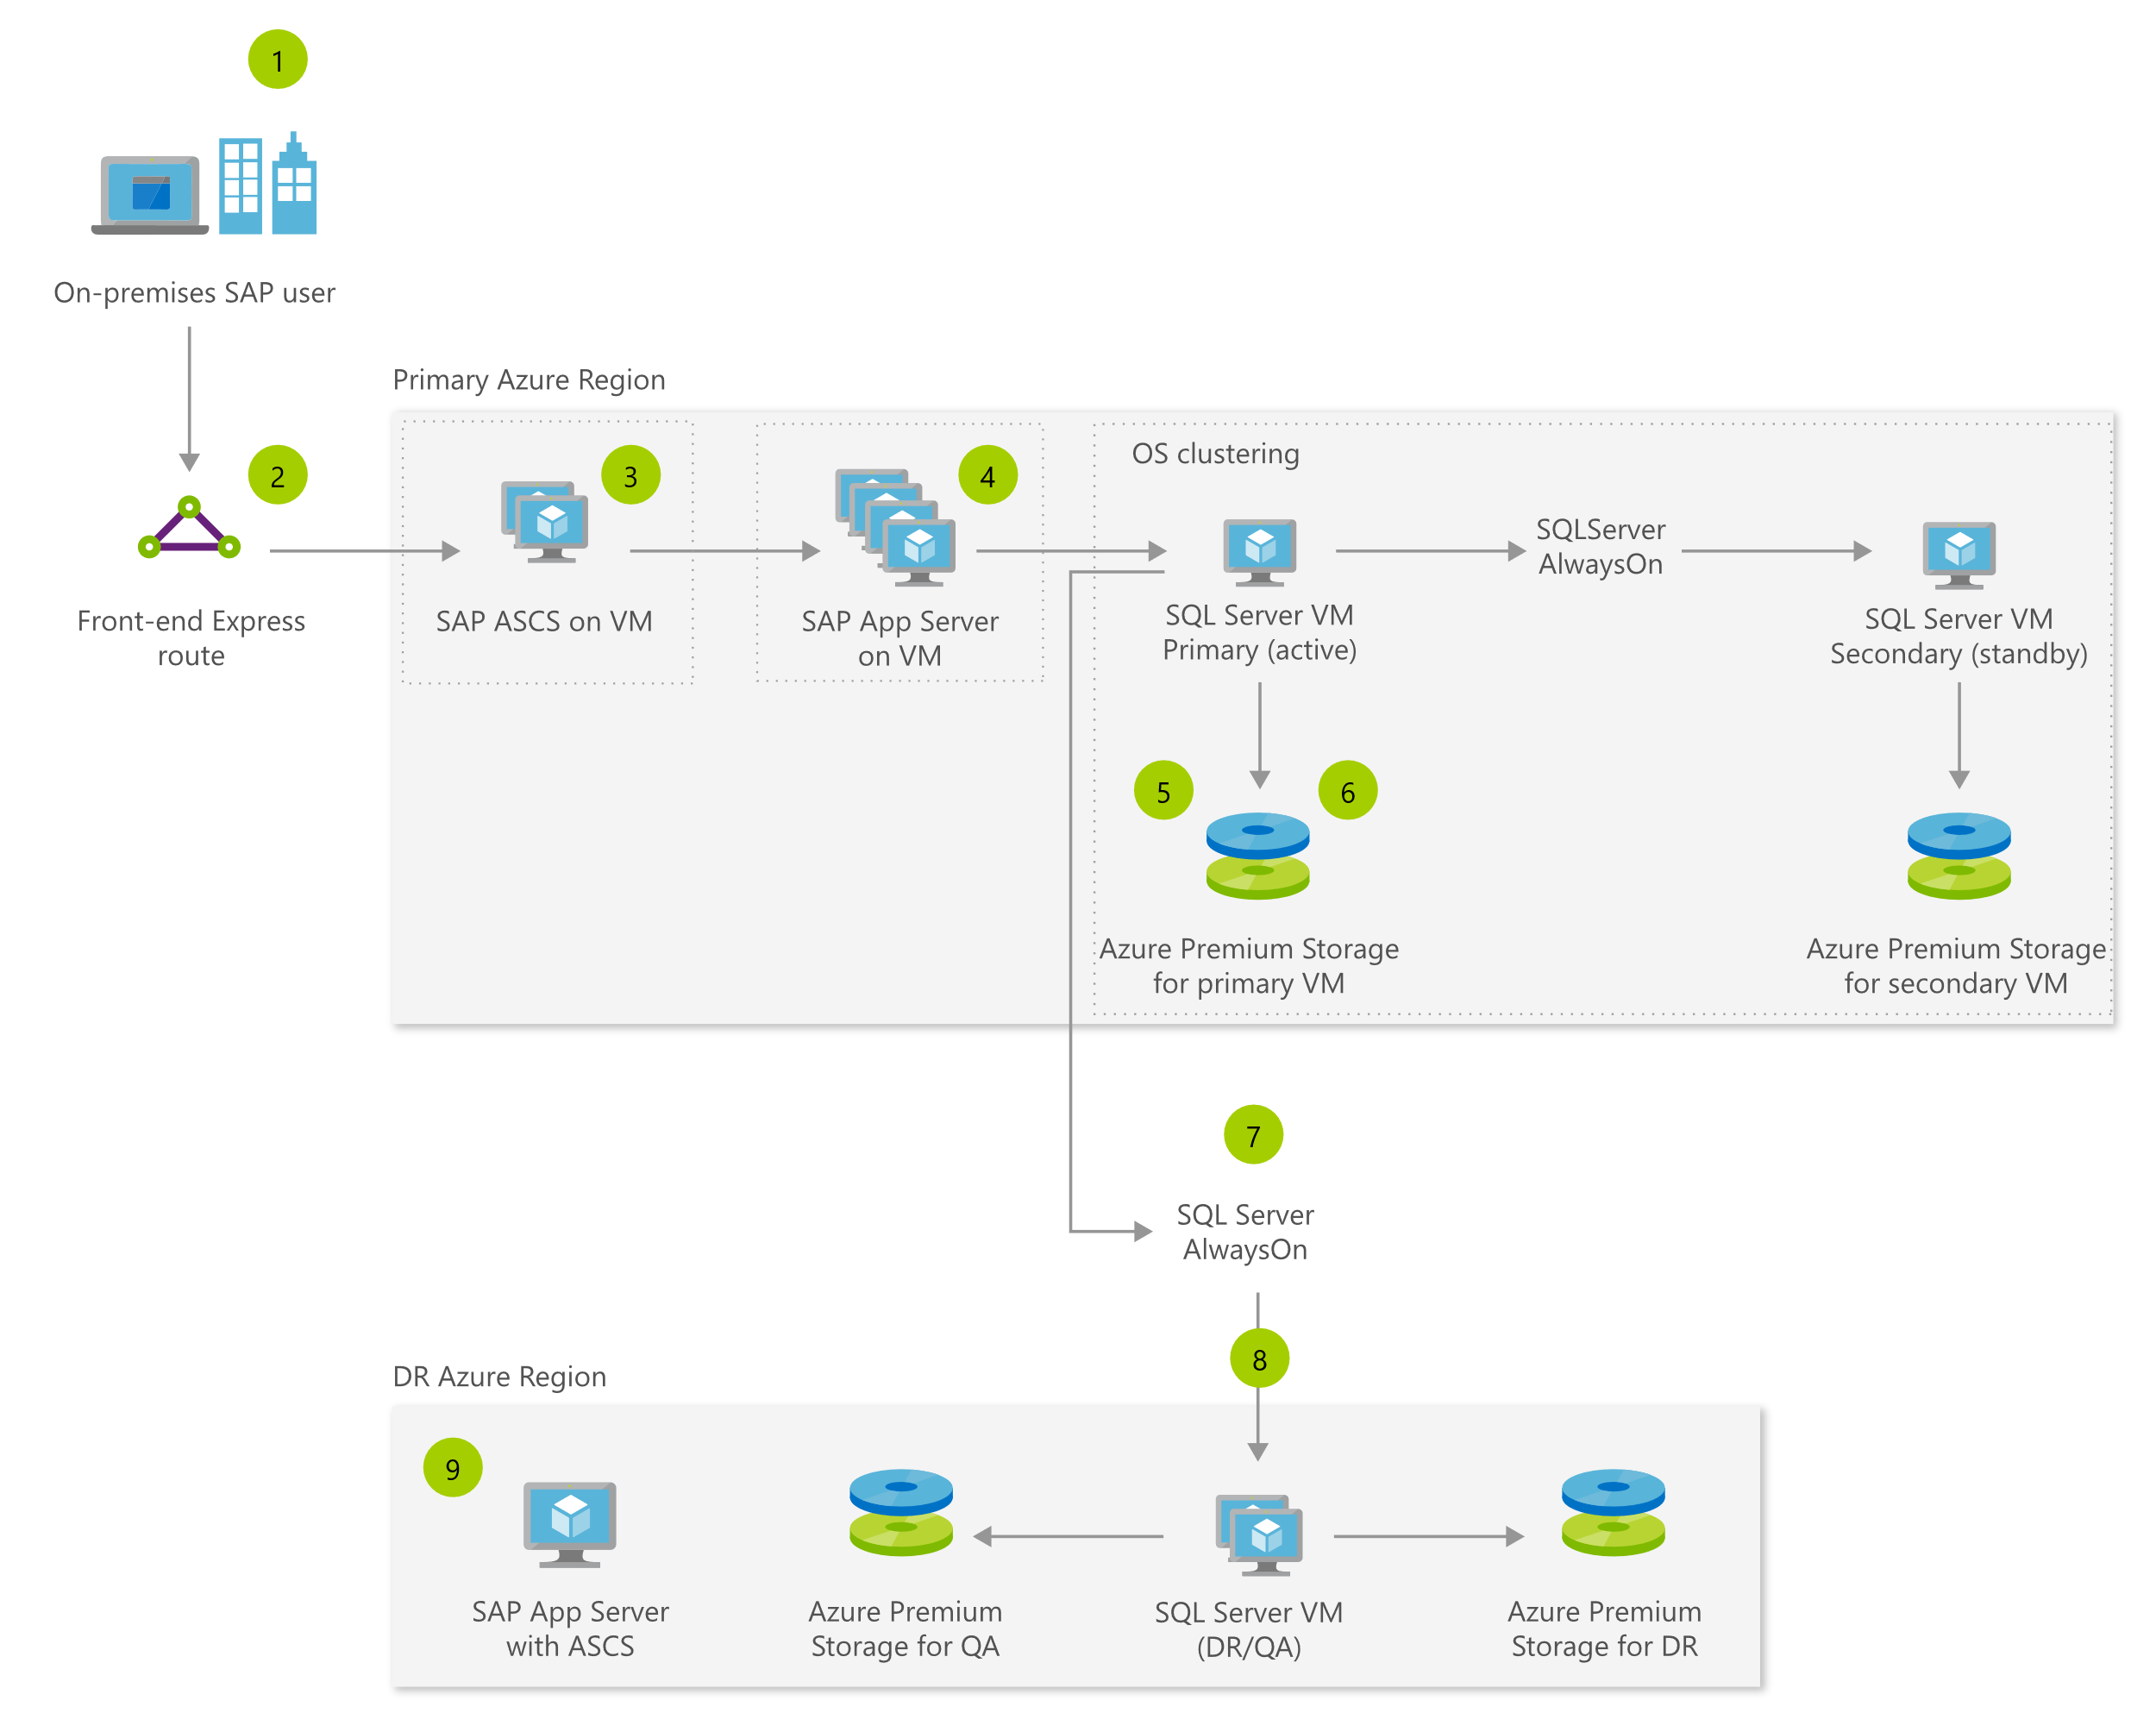 1
On-premises SAP user
Primary Azure Region
2
Front-end Express
route
3
SAP ASCS on VM
4
SAP App Server
on VM
OS clustering
SQL Server VM
Primary (active)
SQLServer
AlwaysOn
SQL Server VM
Secondary (standby)
5
6
Azure Premium Storage
for primary VM
Azure Premium Storage
for secondary VM
7
SQL Server
AlwaysOn
8
DR Azure Region
9
SAP App Server
with ASCS
Azure Premium
Storage for QA
SQL Server VM
(DR/QA)
Azure Premium
Storage for DR